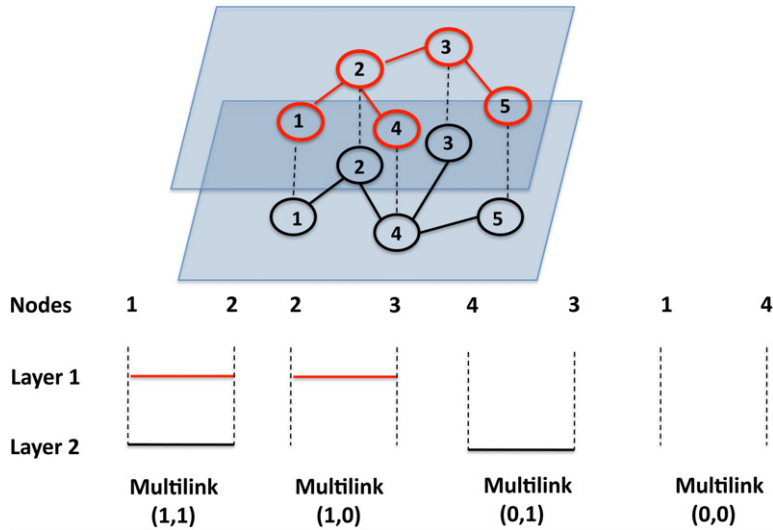 3
2
5
1
4
3
2
1
4
5
Nodes 1 2 2 3 4 3 1 4
Layer 1
Layer 2
Multilink Multilink Multilink Multilink
(1,1) (1,0) (0,1) (0,0)